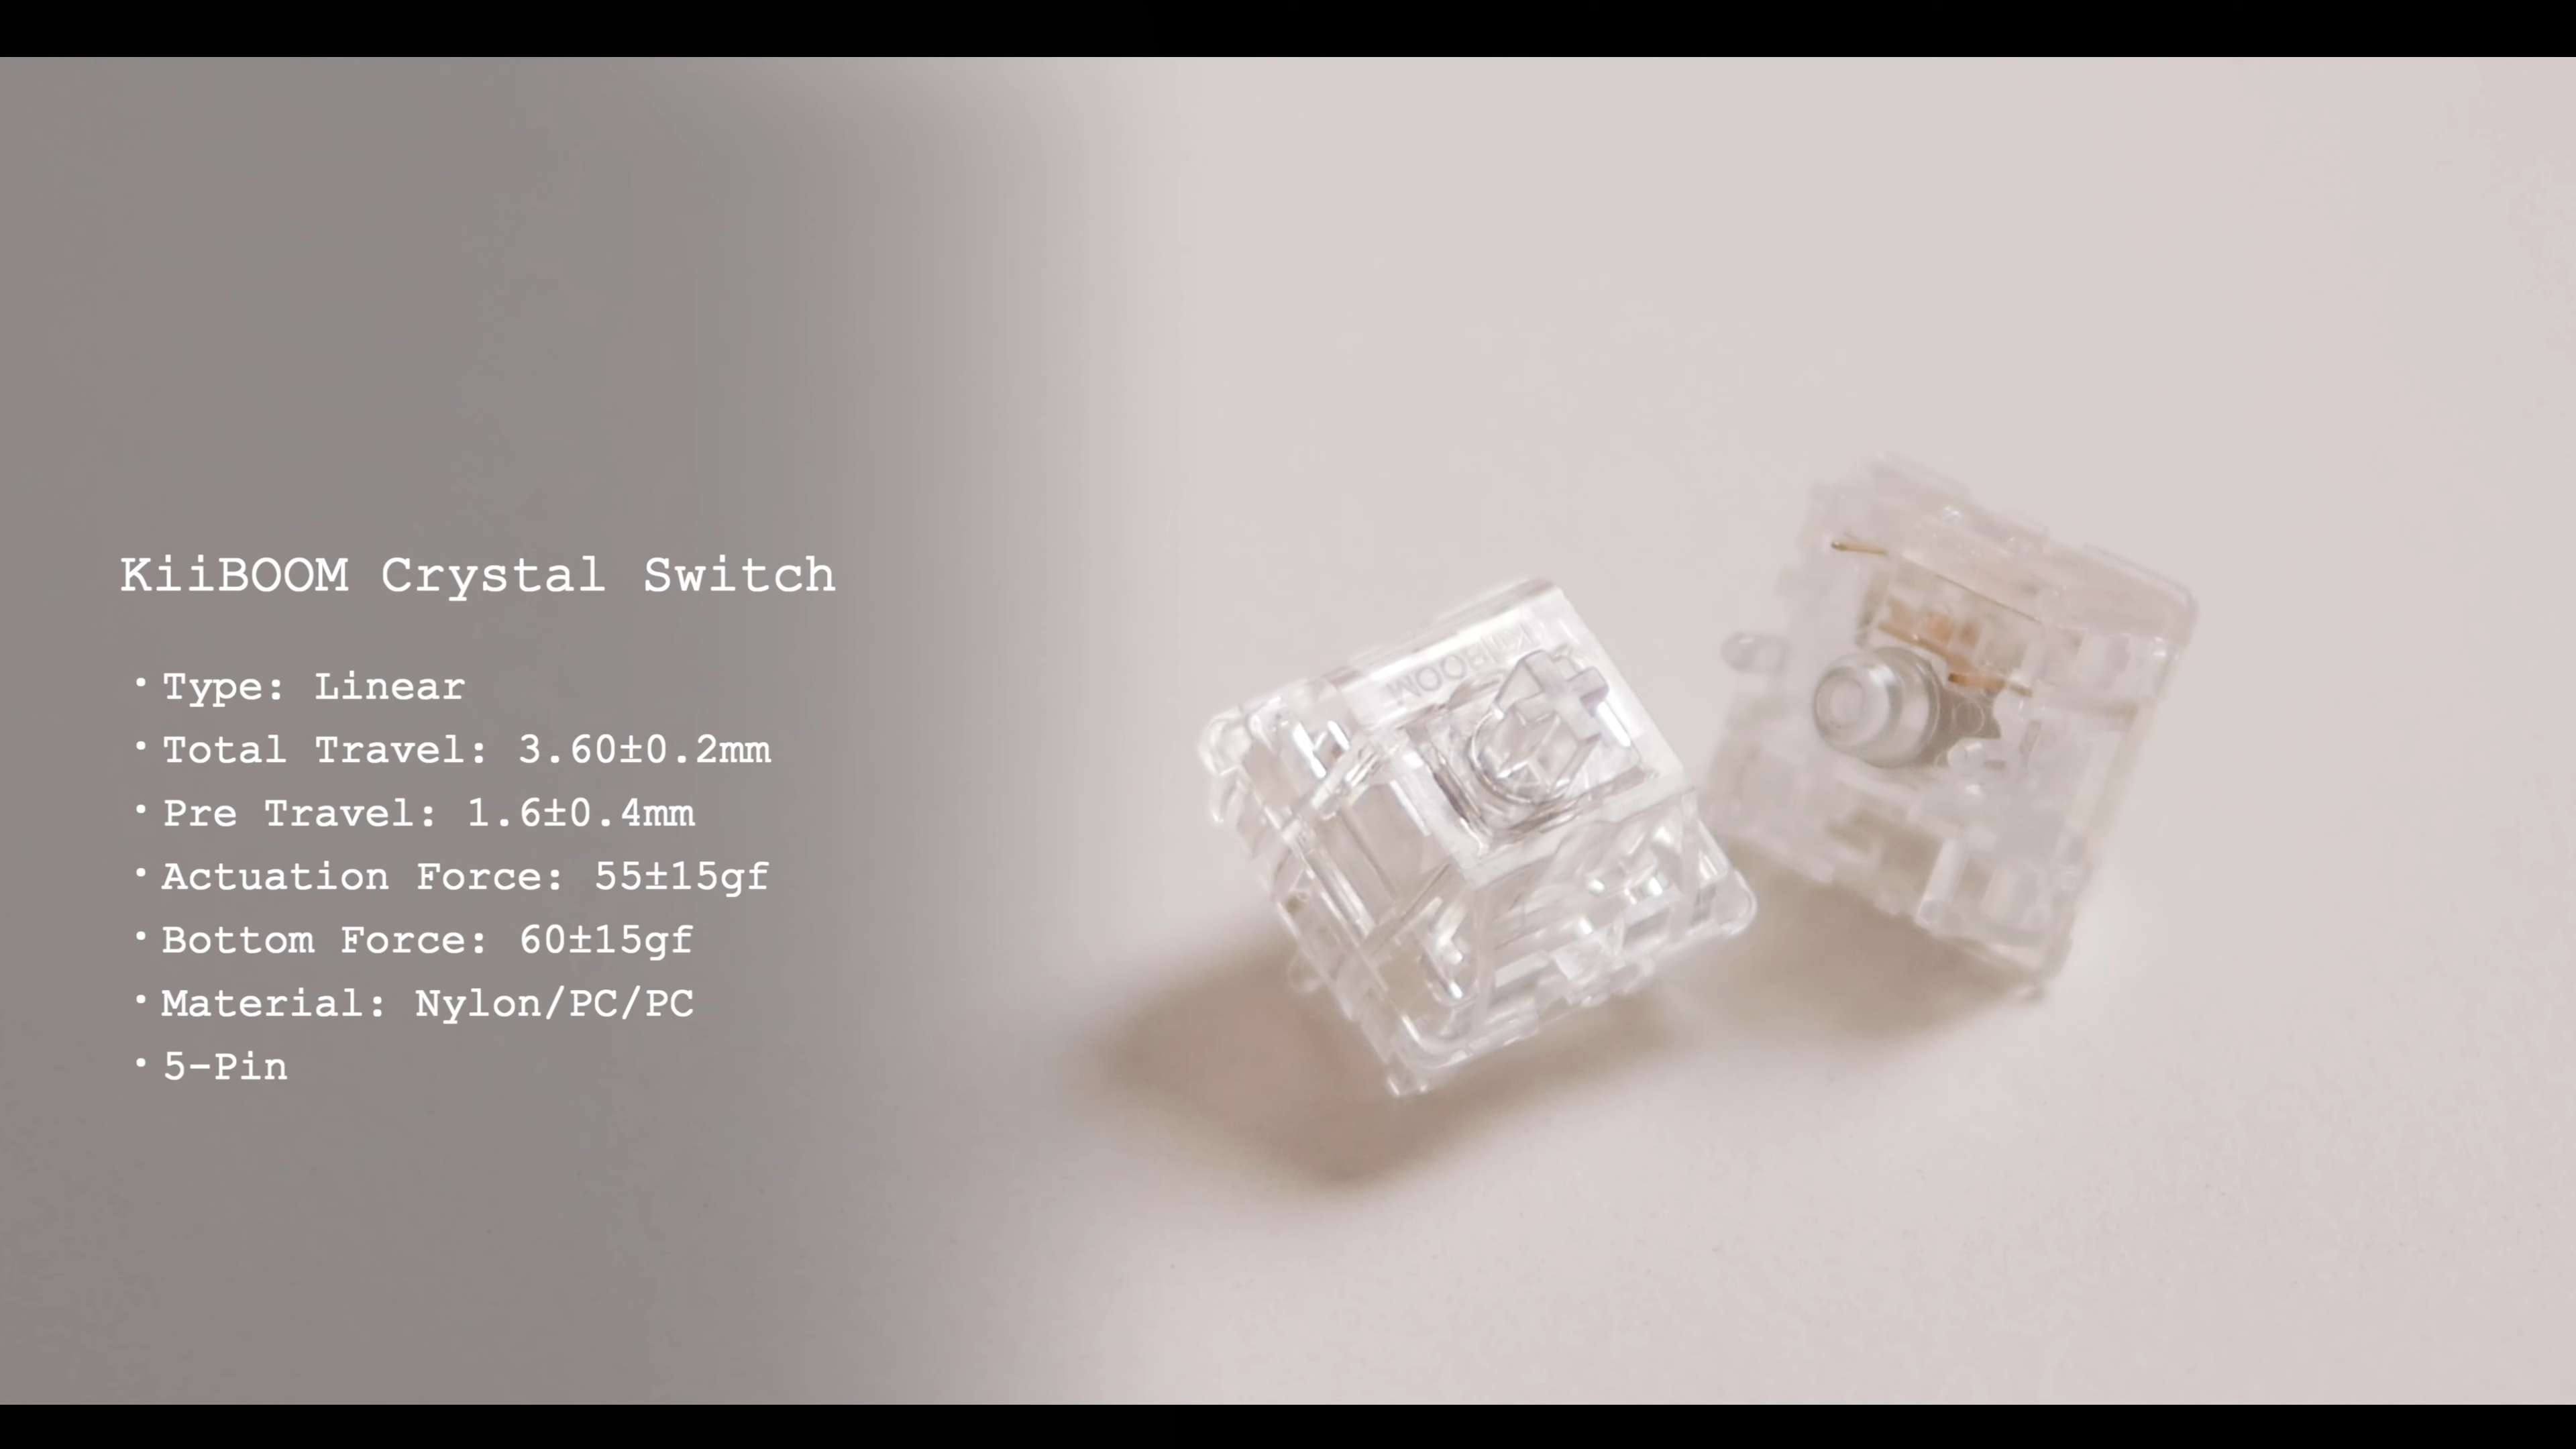 KiiBOOM Crystal Switch
• Type: Linear
• Total Travel: 3.60±0.2mm
• Pre Travel: 1.6±0.4mm
• Actuation Force: 55±15gf
• Bottom Force: 60±15gf
• Material: Nylon/PC/PC
• 5-Pin
KiiBOOM